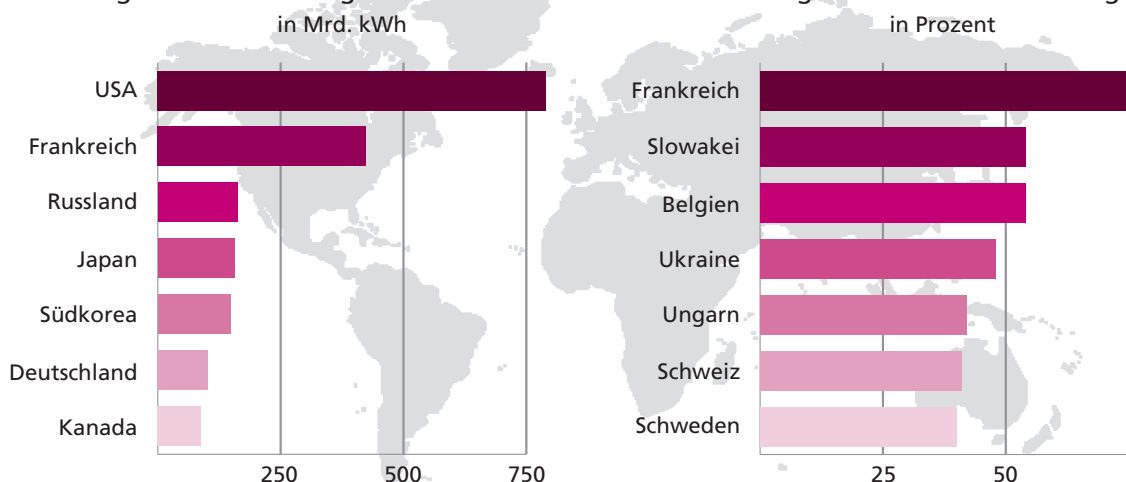 in Mrd. kWh
USA
Frankreich
Russland
Japan
Südkorea
Deutschland
Kanada
250 500 750
in Prozent
Frankreich
Slowakei
Belgien
Ukraine
Ungarn
Schweiz
Schweden
25 50